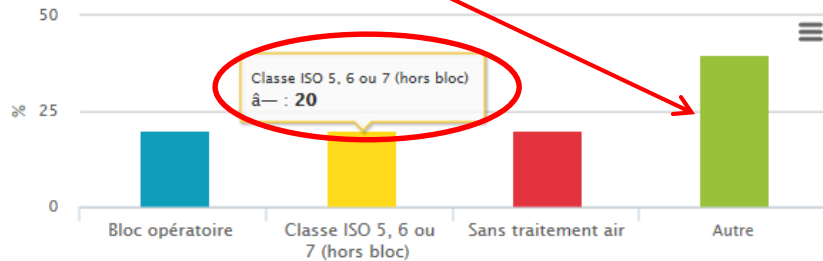 50
Classe ISO 5, 6 ou 7 (hors bloc)
â— : 20
% 25
0
Bloc opératoire
Classe ISO 5, 6 ou
7 (hors bloc)
Sans traitement air
Autre